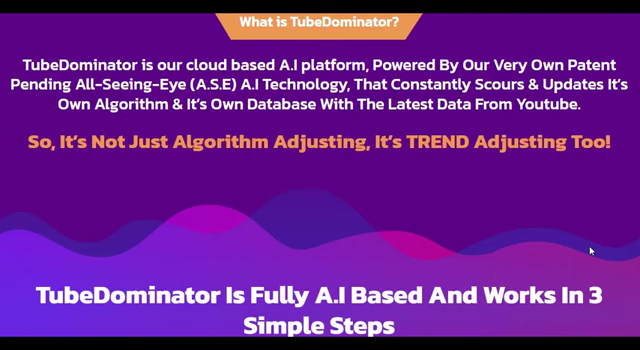 What is TubeDominator?
TubeDominator is our cloud based A.I platform, Powered By Our Very Own Patent
Pending All-Seeing-Eye (A.S.E) A.I Technology, That Constantly Scours & Updates It's
Own Algorithm & It's Own Database With The Latest Data From Youtube.
So, It's Not Just Algorithm Adjusting, It's TREND Adjusting Too!
TubeDominator Is Fully A.I Based And Works In 3
Simple Steps